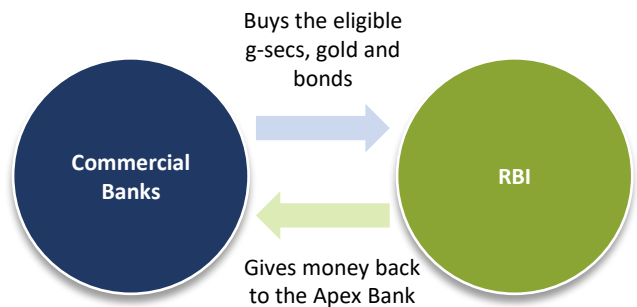 Buys the eligible
g-secs, gold and
bonds
Commercial
Banks
RBI
Gives money back
to the Apex Bank